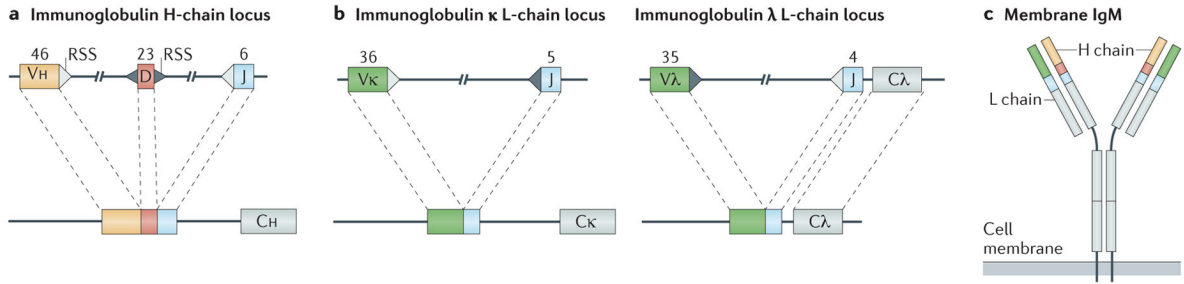 a Immunoglobulin H-chain locus
46 RSS 23 RSS 6
VH D J
CH
b Immunoglobulin κ L-chain locus
36 5
Vκ J
Cκ
Immunoglobulin λ L-chain locus
35 4
Vλ J Cλ
Cλ
c Membrane IgM
H chain
L chain
Cell
membrane